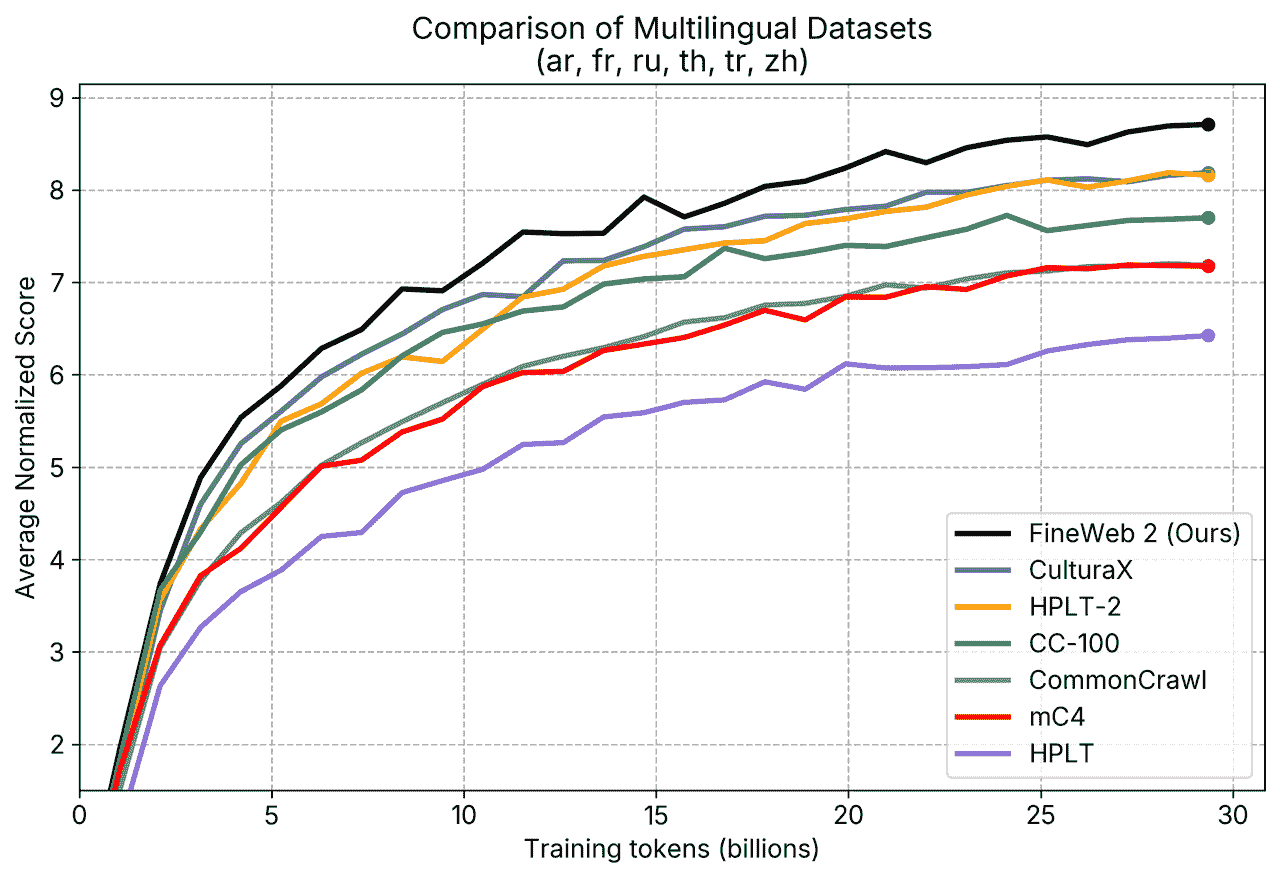 Comparison of Multilingual Datasets
(ar, fr, ru, th, tr, zh)
Average Normalized Score
9
8
7
6
5
4
3
2
FineWeb 2 (Ours)
CulturaX
HPLT-2
CC-100
CommonCrawl
mC4
HPLT
0 5 10 15 20 25 30
Training tokens (billions)